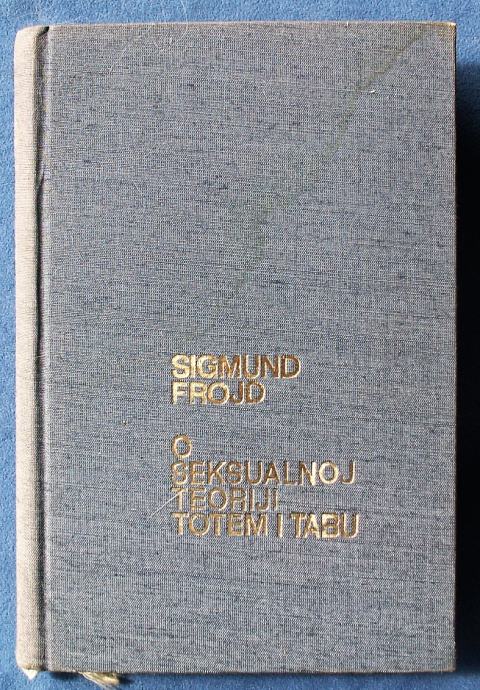 SIGMUND
FROJD
O
SEKSUALNOJ
TEORIJI
TOTEM I TABU